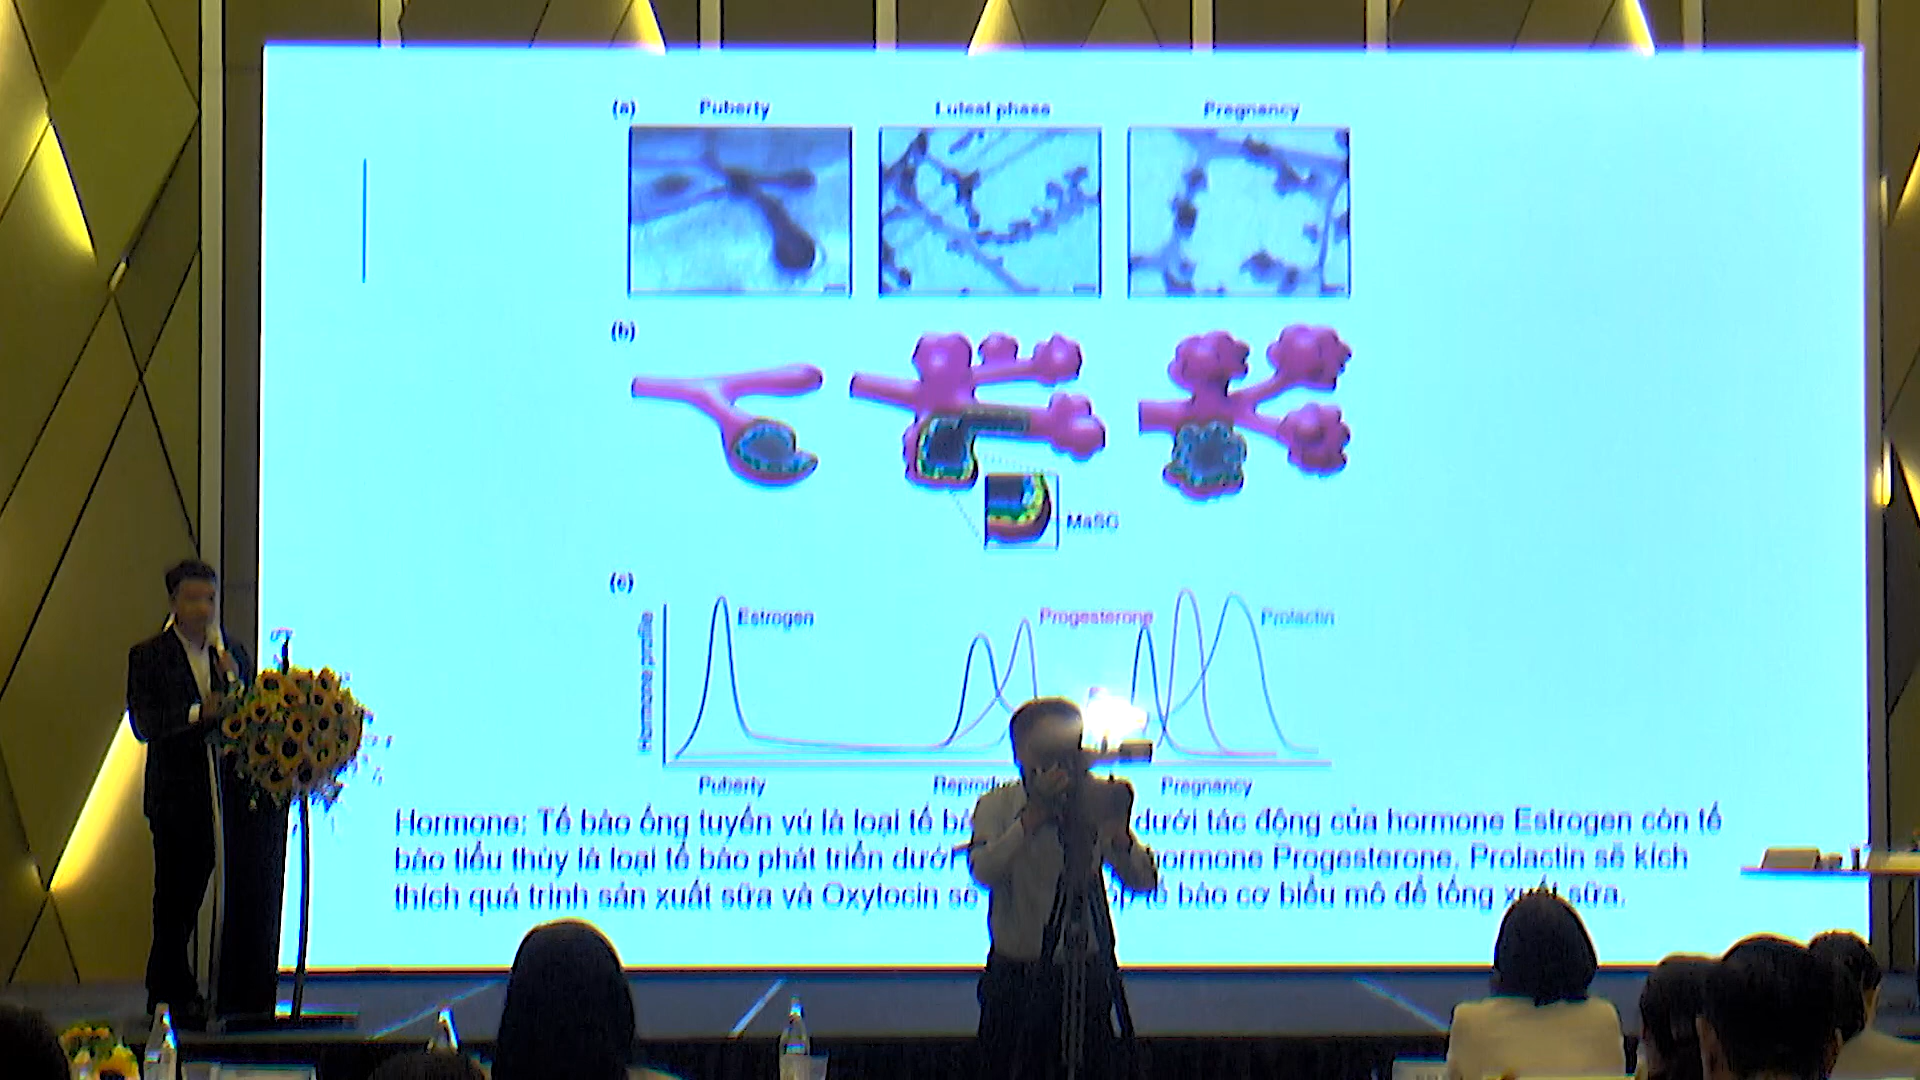 (a) Puberty Luteal phase Pregnancy
(b)
MaSC
(c)
Estrogen Progesterone Prolactin
Hormone profile
Puberty Pregnancy
Hormone: Tế bào ống tuyến vú là loại tế dưới tác động của hormone Estrogen còn tế
bào tiểu thùy là loại tế bào phát triển dưới hormone Progesterone. Prolactin sẽ kích
thích quá trình sản xuất sữa và Oxytocin sẽ tế bào cơ biểu mô để tống xuất sữa.